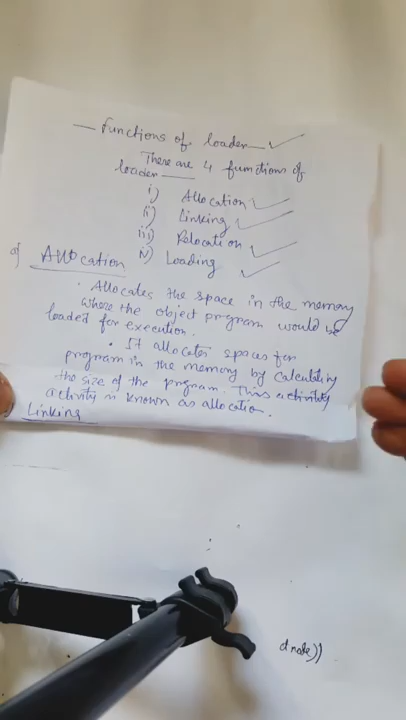 — Functions of loader —
There are 4 functions of
loader —
i) Allocation
ii) Linking
iii) Relocation
iv) Loading
a) Allocation
• Allocates the space in the memory
where the object program would be
loaded for execution.
• It allocates spaces for
program in the memory by calculating
the size of the program. This activity
activity is known as allocation.
) Linking